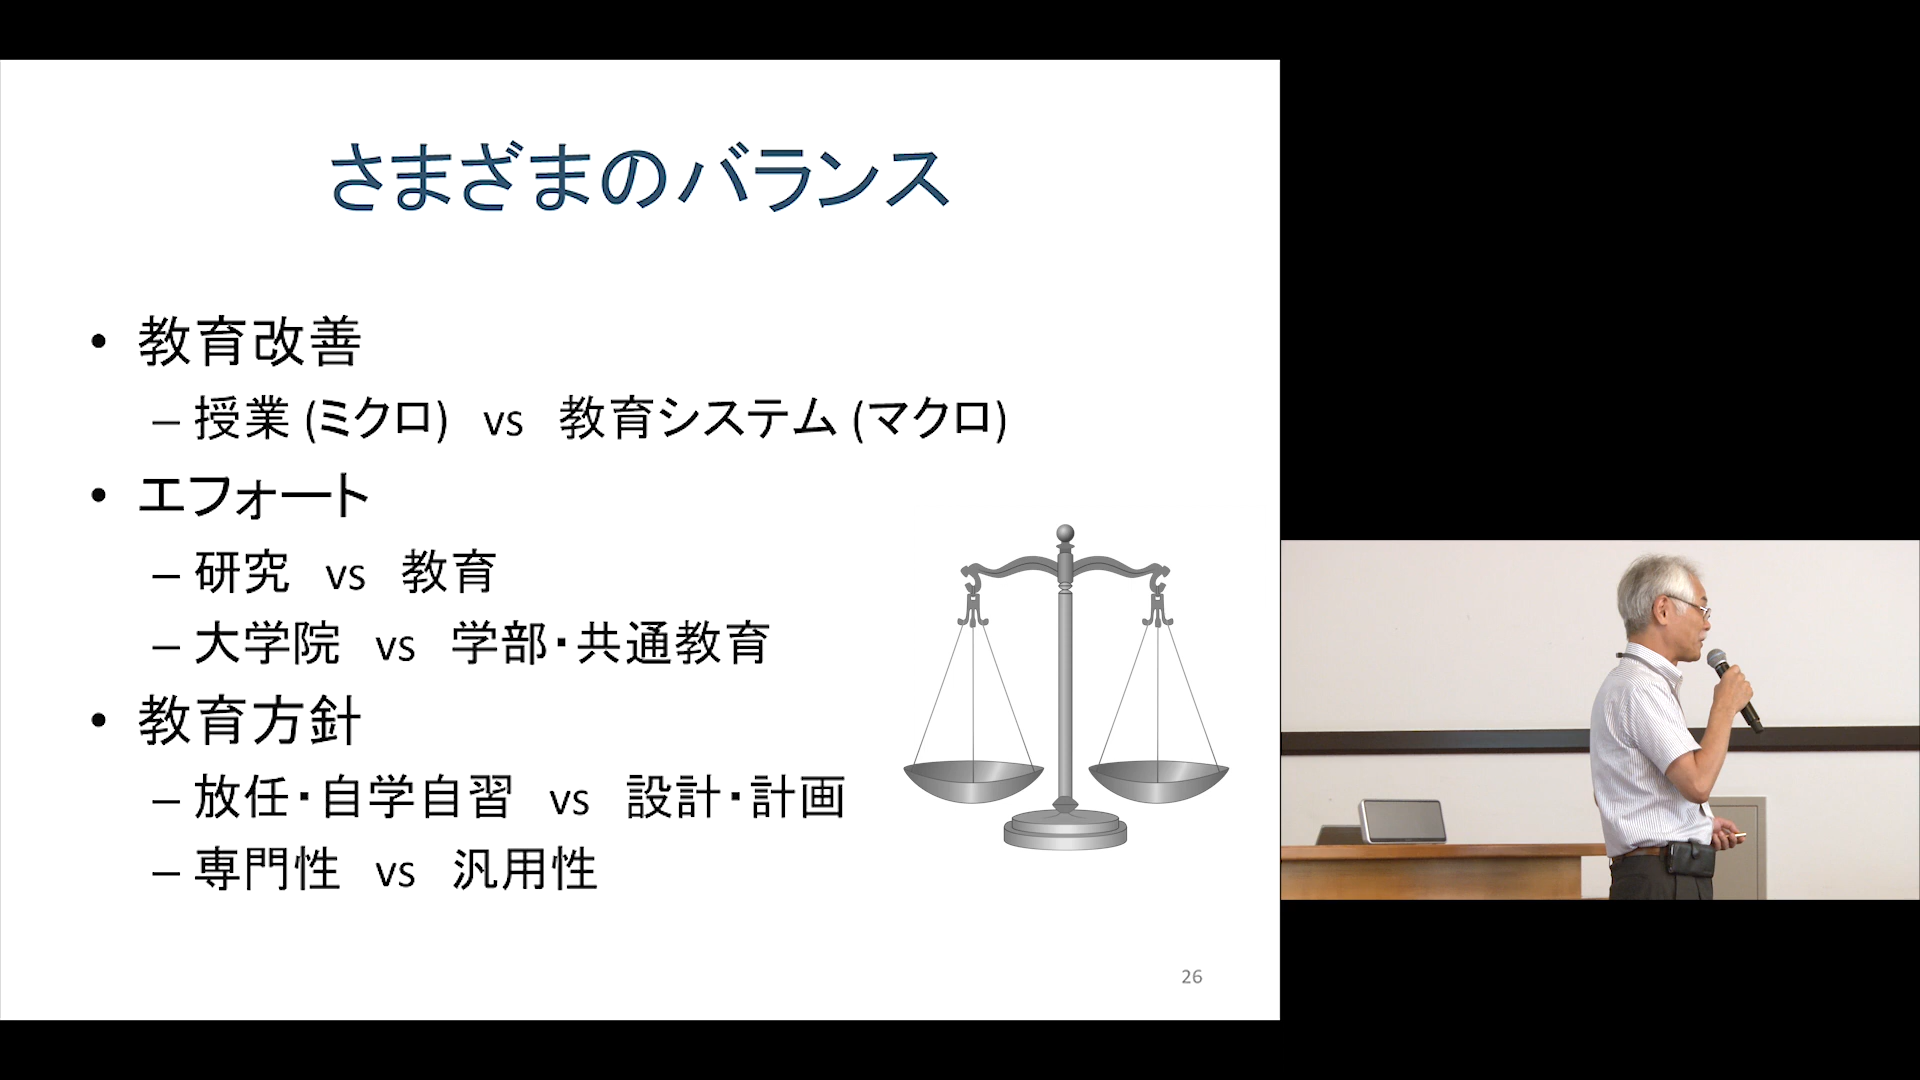 さまざまのバランス
• 教育改善
– 授業 (ミクロ) vs 教育システム (マクロ)
• エフォート
– 研究 vs 教育
– 大学院 vs 学部・共通教育
• 教育方針
– 放任・自学自習 vs 設計・計画
– 専門性 vs 汎用性
26